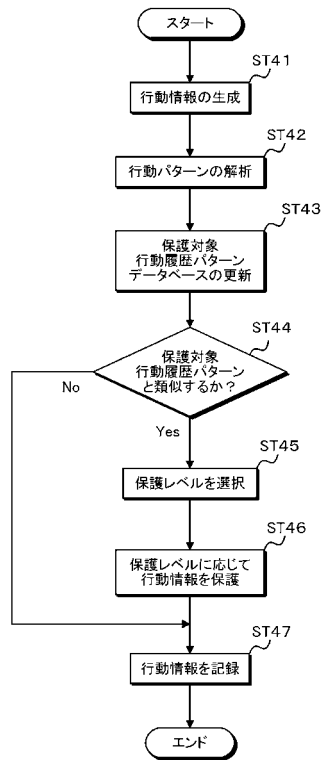 スタート
ST41
行動情報の生成
ST42
行動パターンの解析
ST43
保護対象
行動履歴パターン
データベースの更新
ST44
保護対象
行動履歴パターン
と類似するか？
No
Yes
ST45
保護レベルを選択
ST46
保護レベルに応じて
行動情報を保護
ST47
行動情報を記録
エンド